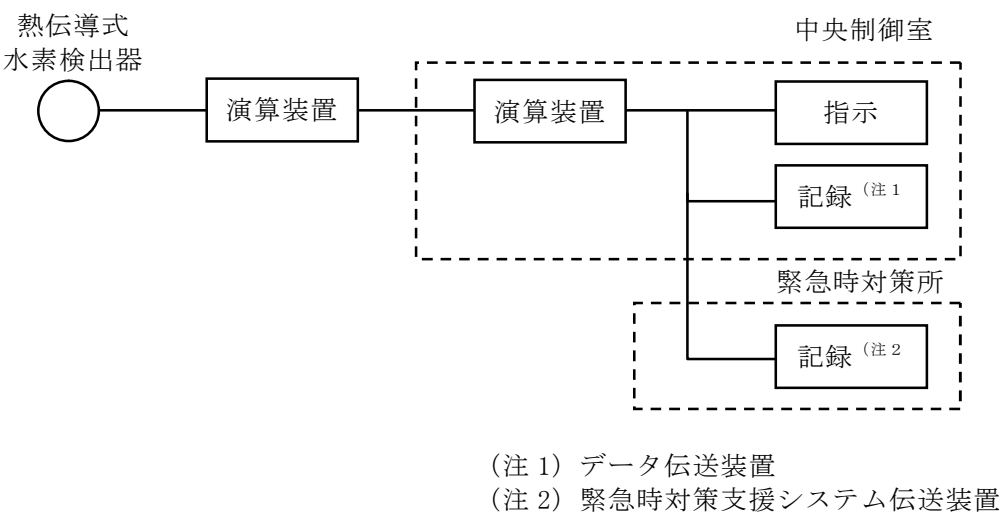 熱伝導式
水素検出器
中央制御室
演算装置
演算装置
指示
記録（注1
緊急時対策所
記録（注2
（注1）データ伝送装置
（注2）緊急時対策支援システム伝送装置